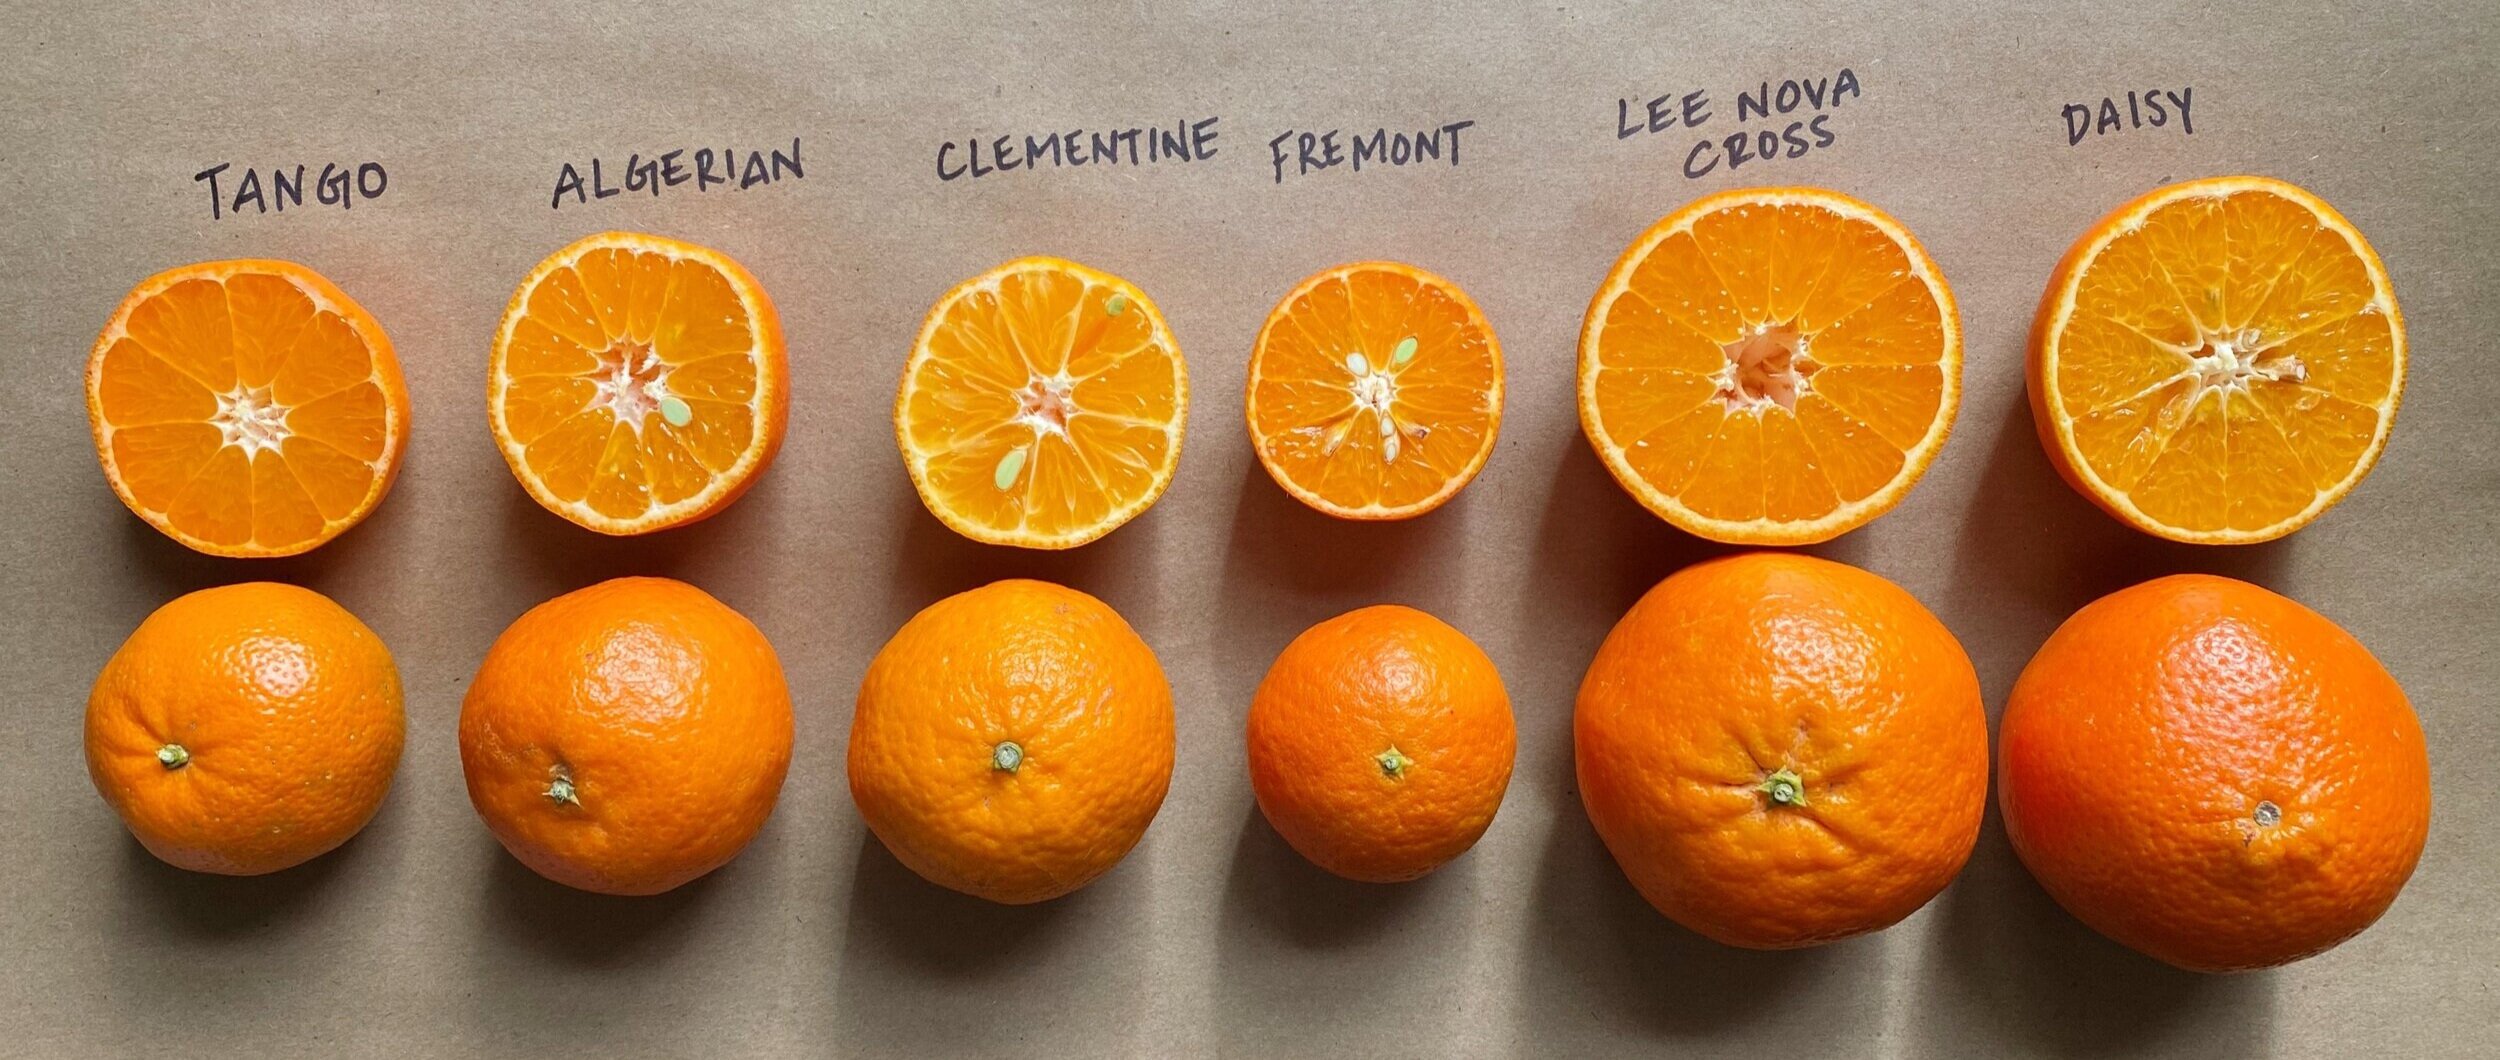 TANGO
ALGERIAN
CLEMENTINE
FREMONT
LEE NOVA
CROSS
DAISY